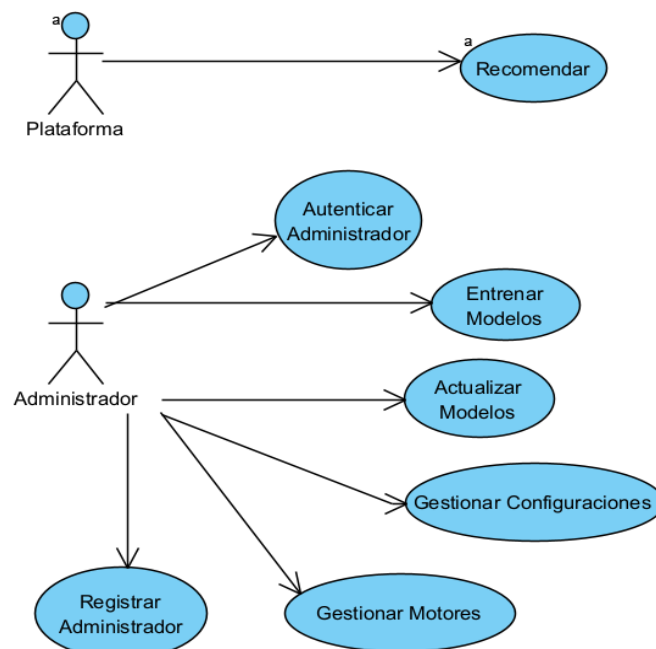 a
Plataforma
a
Recomendar
Autenticar
Administrador
Entrenar
Modelos
Administrador
Actualizar
Modelos
Gestionar Configuraciones
Registrar
Administrador
Gestionar Motores